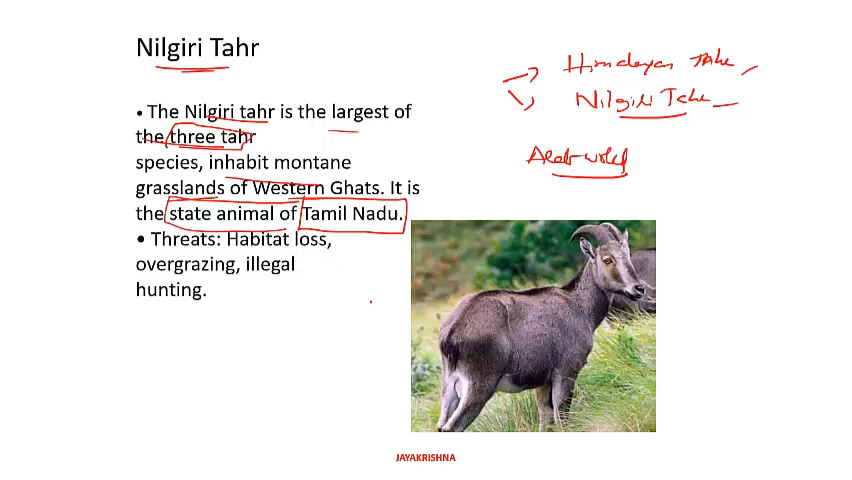 Nilgiri Tahr
• The Nilgiri tahr is the largest of
the three tahr
species, inhabit montane
grasslands of Western Ghats. It is
the state animal of Tamil Nadu.
• Threats: Habitat loss,
overgrazing, illegal
hunting.
Himalayan Tahr
Nilgiri Tahr
JAYAKRISHNA